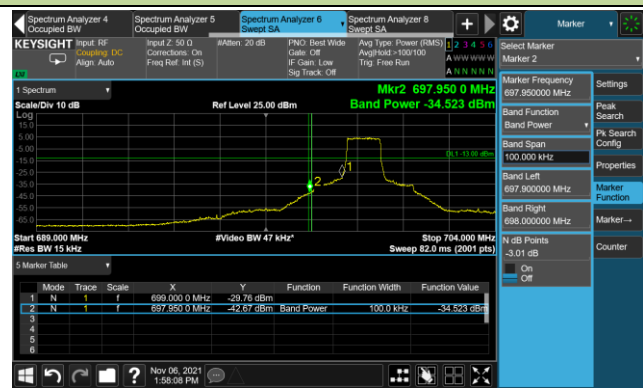 Spectrum Analyzer 4
Occupied BW
Spectrum Analyzer 5
Occupied BW
Spectrum Analyzer 6
Swept SA
Spectrum Analyzer 8
Swept SA
Marker
KEYSIGHT
Input: RF
Coupling: DC
Align: Auto
Input Z: 50 Ω
Corrections: On
Freq Ref: Int (S)
#Atten: 20 dB
PNO: Best Wide
Gate: Off
IF Gain: Low
Sig Track: Off
Avg Type: Power (RMS)
Avg|Hold:>100/100
Trig: Free Run
1 2 3 4 5 6
A W W W W W
A N N N N N
LW
Select Marker
Marker 2
1 Spectrum
Mkr2 697.950 0 MHz
Scale/Div 10 dB
Ref Level 25.00 dBm
Band Power -34.523 dBm
Log
15.0
5.00
-5.00
-15.0
-25.0
-35.0
-45.0
-55.0
-65.0
DL1 -13.00 dBm
1
2
Start 689.000 MHz
#Video BW 47 kHz*
Stop 704.000 MHz
#Res BW 15 kHz
Sweep 82.0 ms (2001 pts)
5 Marker Table
Mode Trace Scale X Y Function Function Width Function Value
1 N 1 f 699.000 0 MHz -29.76 dBm
2 N 1 f 697.950 0 MHz -42.67 dBm Band Power 100.0 kHz -34.523 dBm
3
4
5
6
Marker Frequency
697.950000 MHz
Band Function
Band Power
Band Span
100.000 kHz
Band Left
697.900000 MHz
Band Right
698.000000 MHz
N dB Points
-3.01 dB
On
Off
Settings
Peak
Search
Pk Search
Config
Properties
Marker
Function
Marker→
Counter
Nov 06, 2021
1:58:08 PM